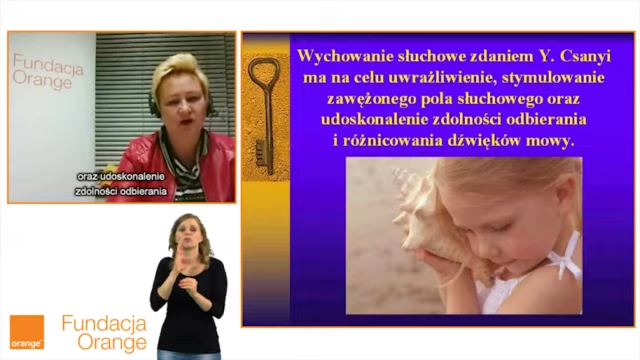 Fundacja
Orange
oraz udoskonalenie
zdolności odbierania
Wychowanie słuchowe zdaniem Y. Csanyi
ma na celu uwrażliwienie, stymulowanie
zawężonego pola słuchowego oraz
udoskonalenie zdolności odbierania
i różnicowania dźwięków mowy.
orange™
Fundacja
Orange